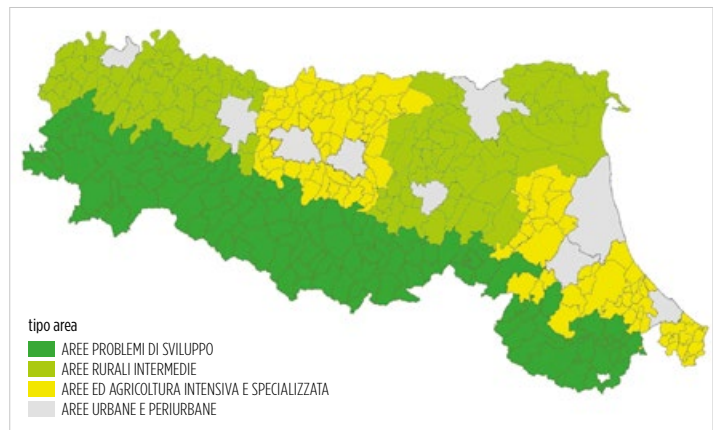 tipo area
AREE PROBLEMI DI SVILUPPO
AREE RURALI INTERMEDIE
AREE ED AGRICOLTURA INTENSIVA E SPECIALIZZATA
AREE URBANE E PERIURBANE